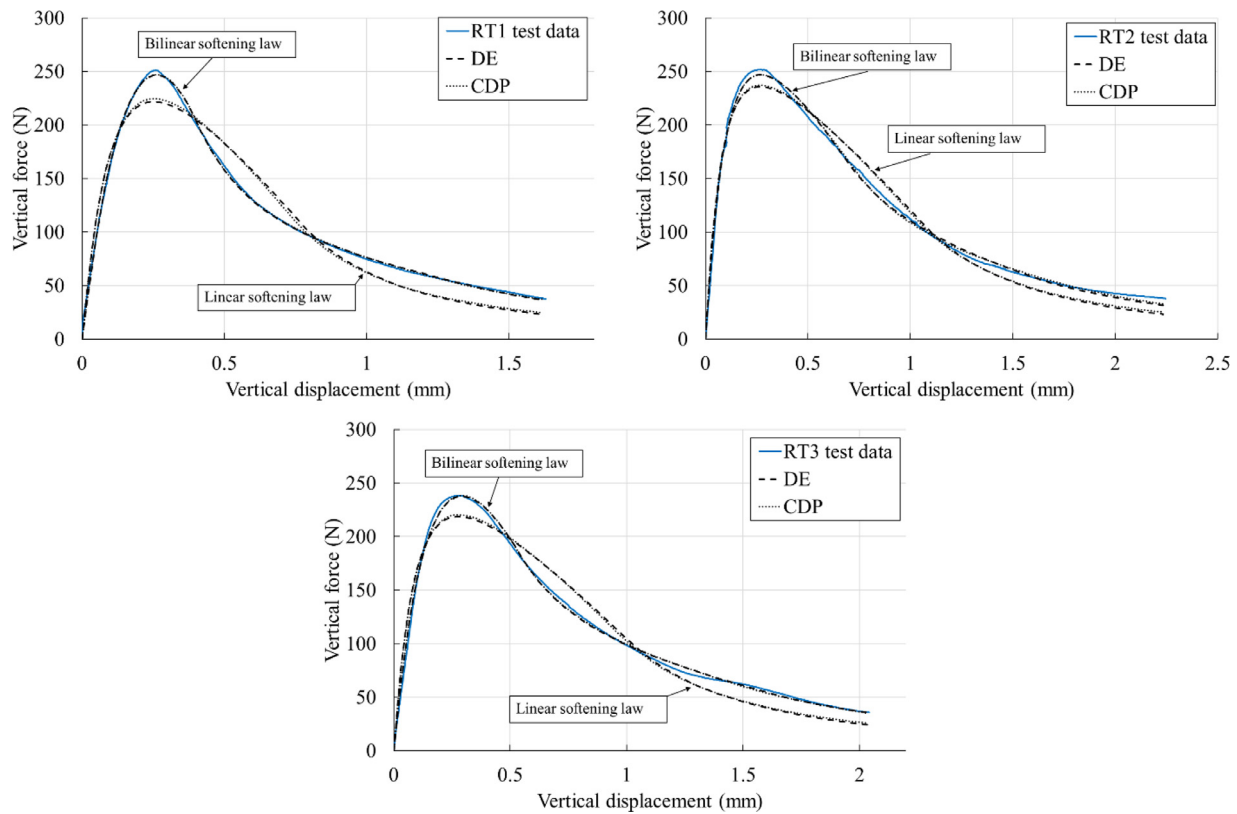 300
250
200
150
100
50
0
Vertical force (N)
Bilinear softening law
Linear softening law
RT1 test data
DE
CDP
0 0.5 1 1.5
Vertical displacement (mm)
300
250
200
150
100
50
0
Vertical force (N)
Bilinear softening law
Linear softening law
RT2 test data
DE
CDP
0 0.5 1 1.5 2 2.5
Vertical displacement (mm)
300
250
200
150
100
50
0
Vertical force (N)
Bilinear softening law
Linear softening law
RT3 test data
DE
CDP
0 0.5 1 1.5 2
Vertical displacement (mm)